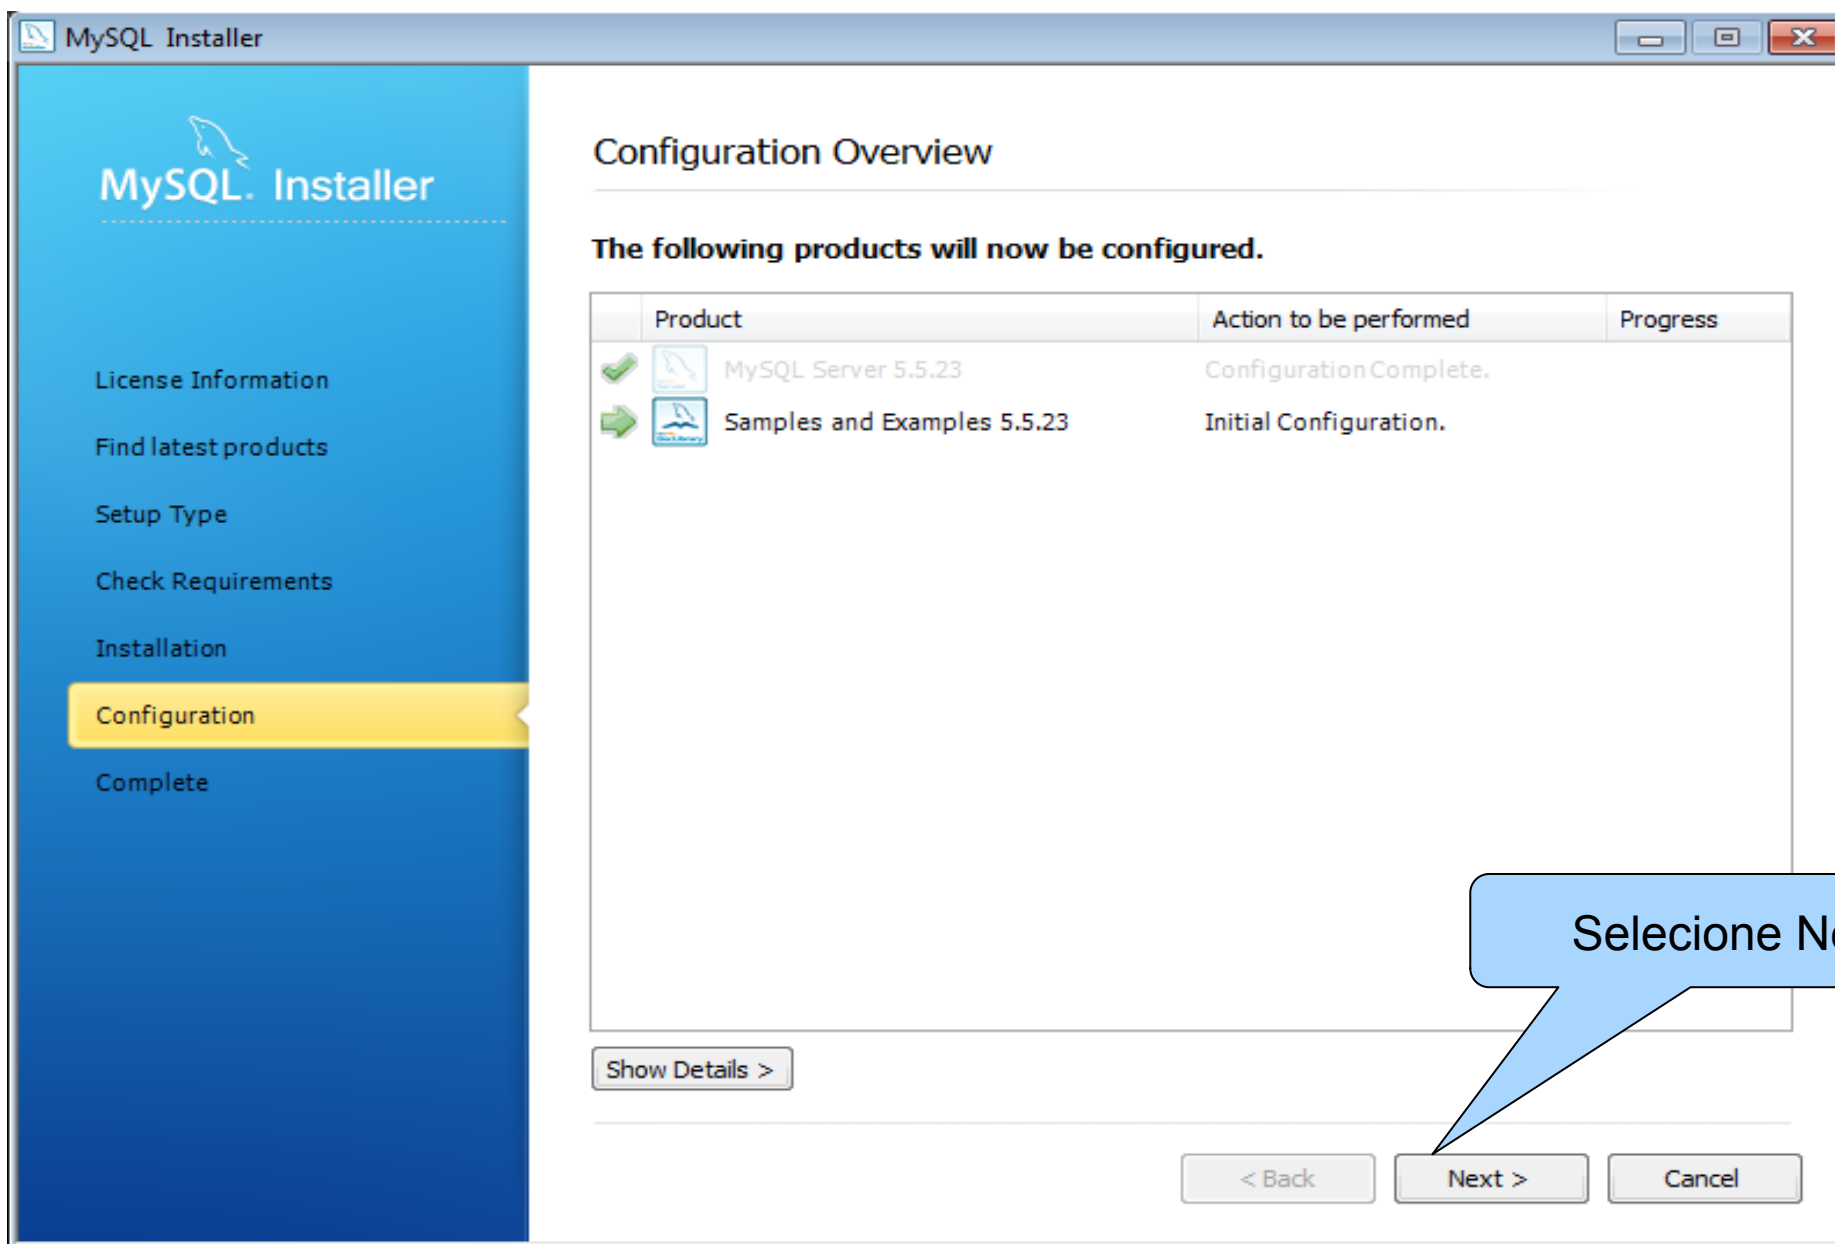 MySQL Installer
MySQL. Installer
License Information
Find latest products
Setup Type
Check Requirements
Installation
Configuration
Complete
Configuration Overview
The following products will now be configured.
Product Action to be performed Progress
MySQL Server 5.5.23 Configuration Complete.
Samples and Examples 5.5.23 Initial Configuration.
Selecione
Show Details >
< Back Next > Cancel